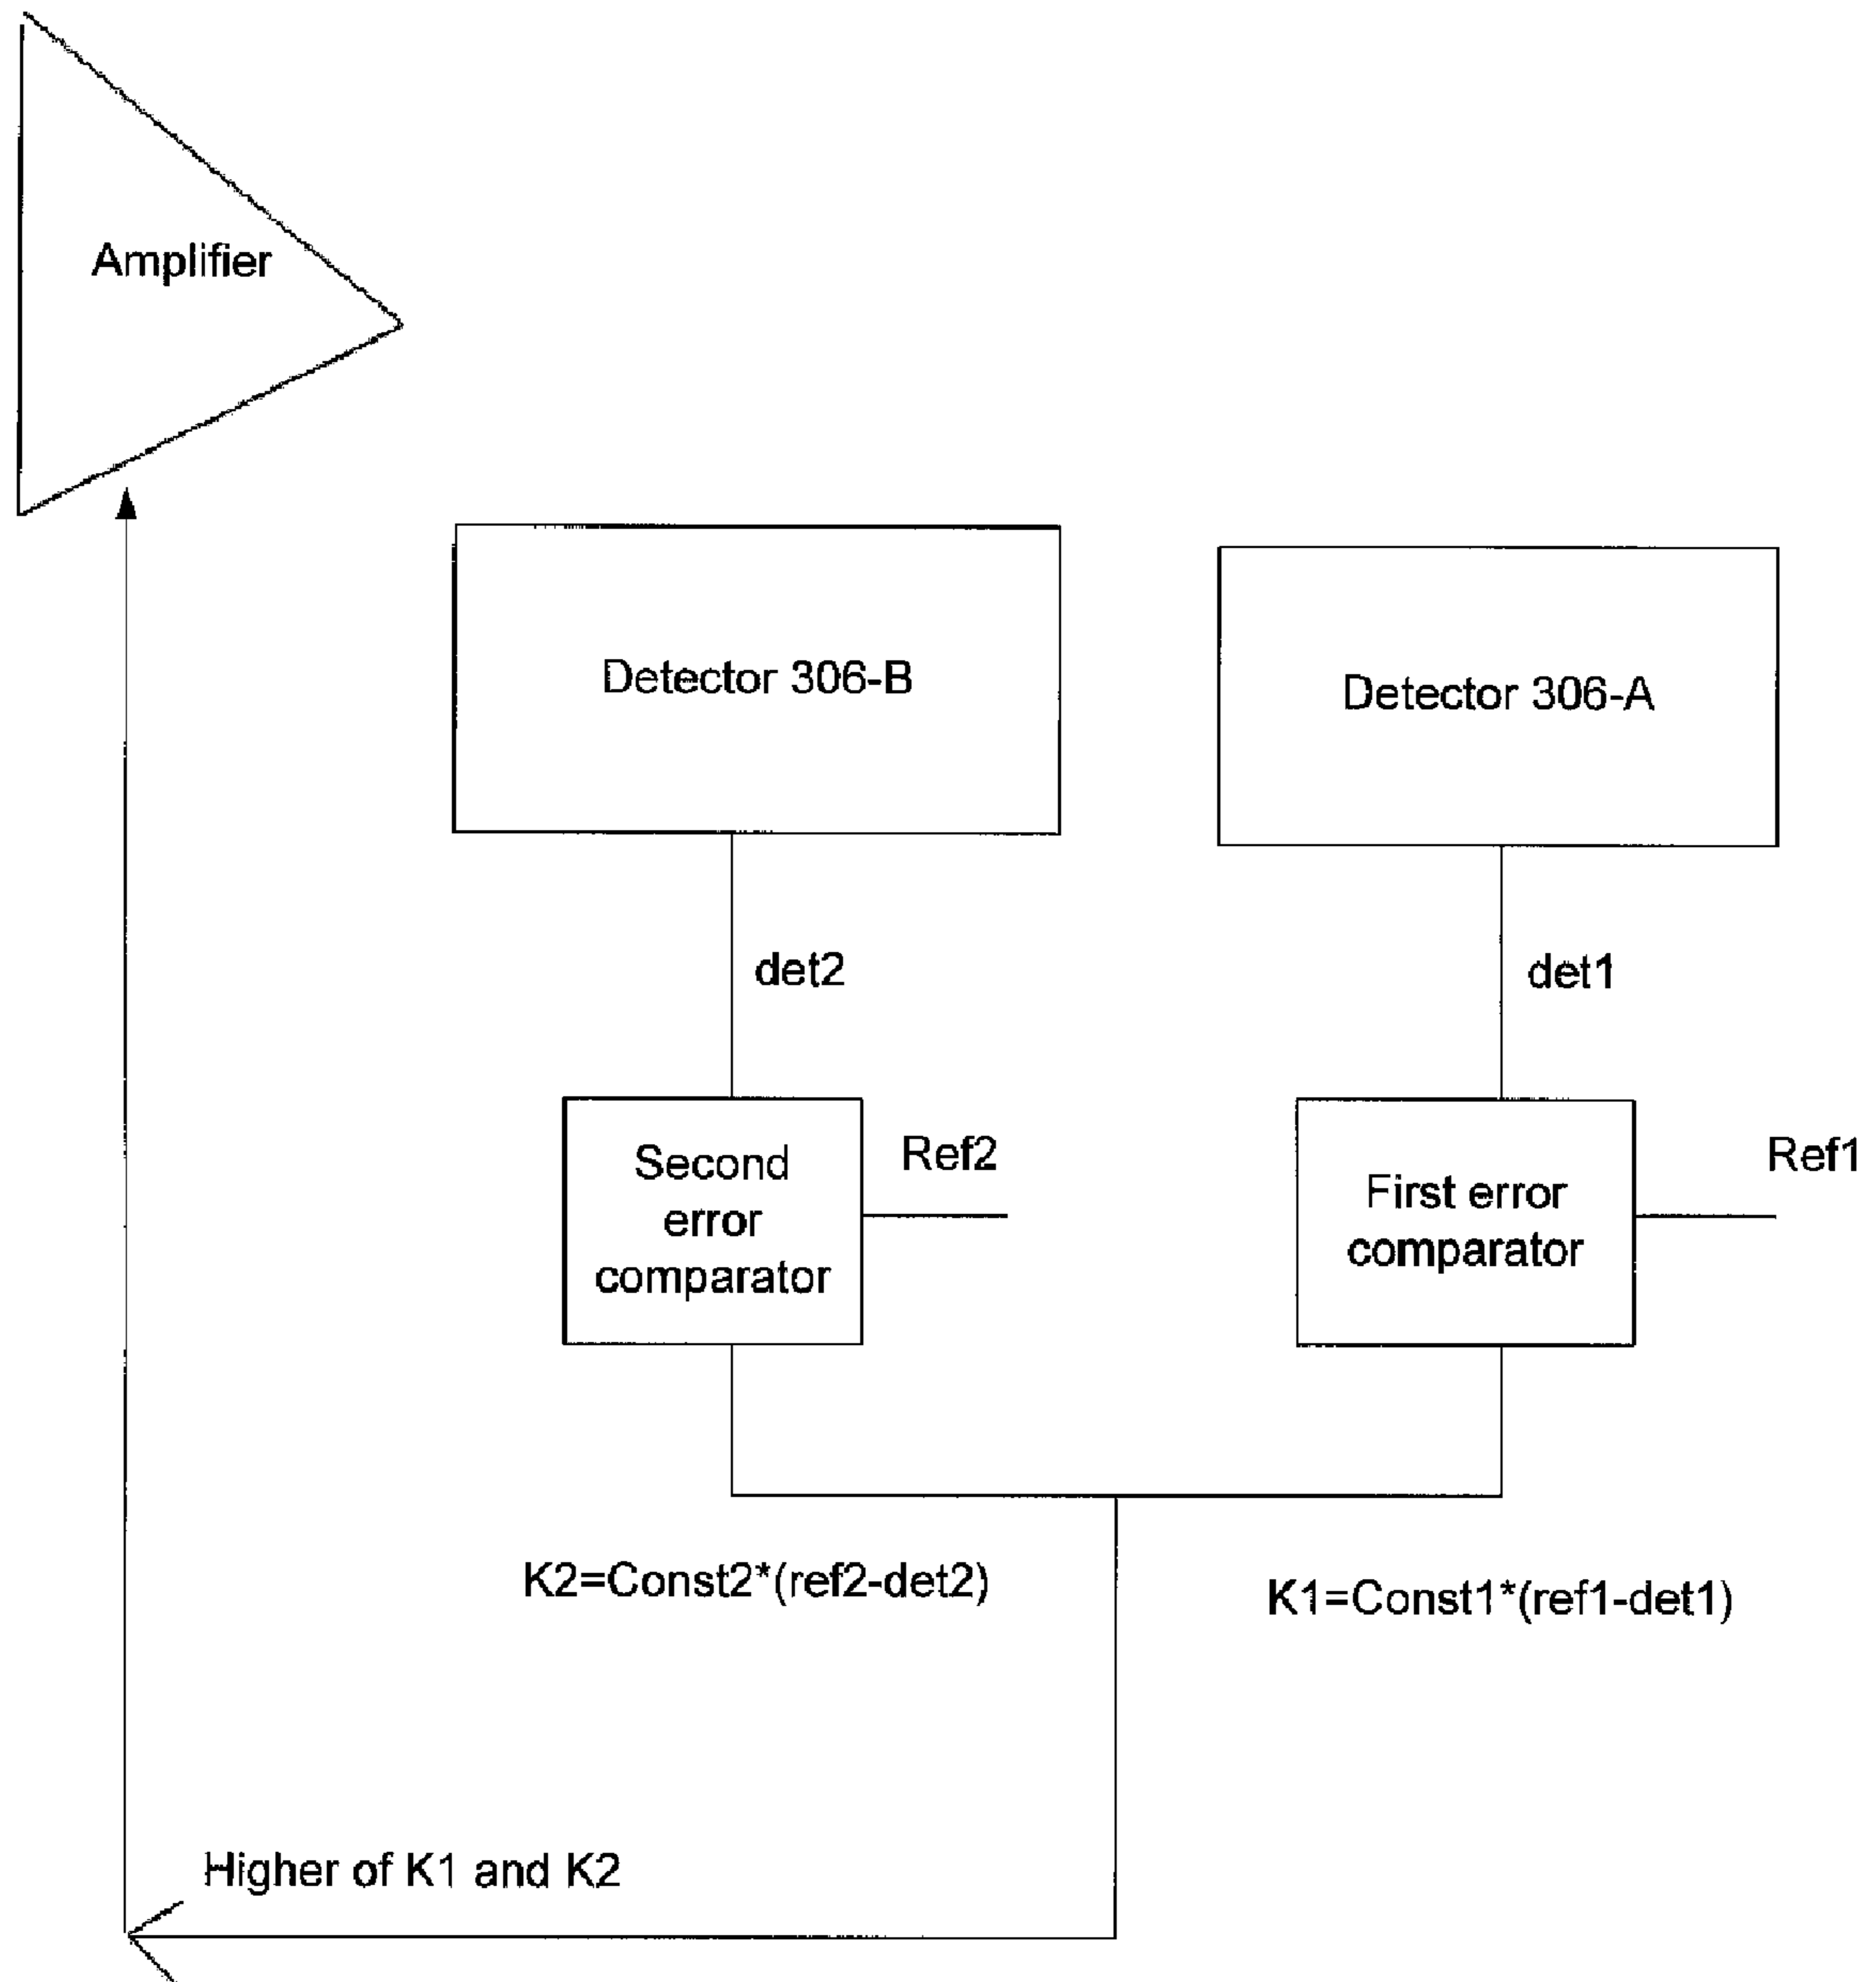 Amplifier
Detector 306-B
Detector 306-A
det2
det1
Second
error
comparator
Ref2
First error
comparator
Ref1
K2=Const2*(ref2-det2)
K1=Const1*(ref1-det1)
Higher of K1 and K2